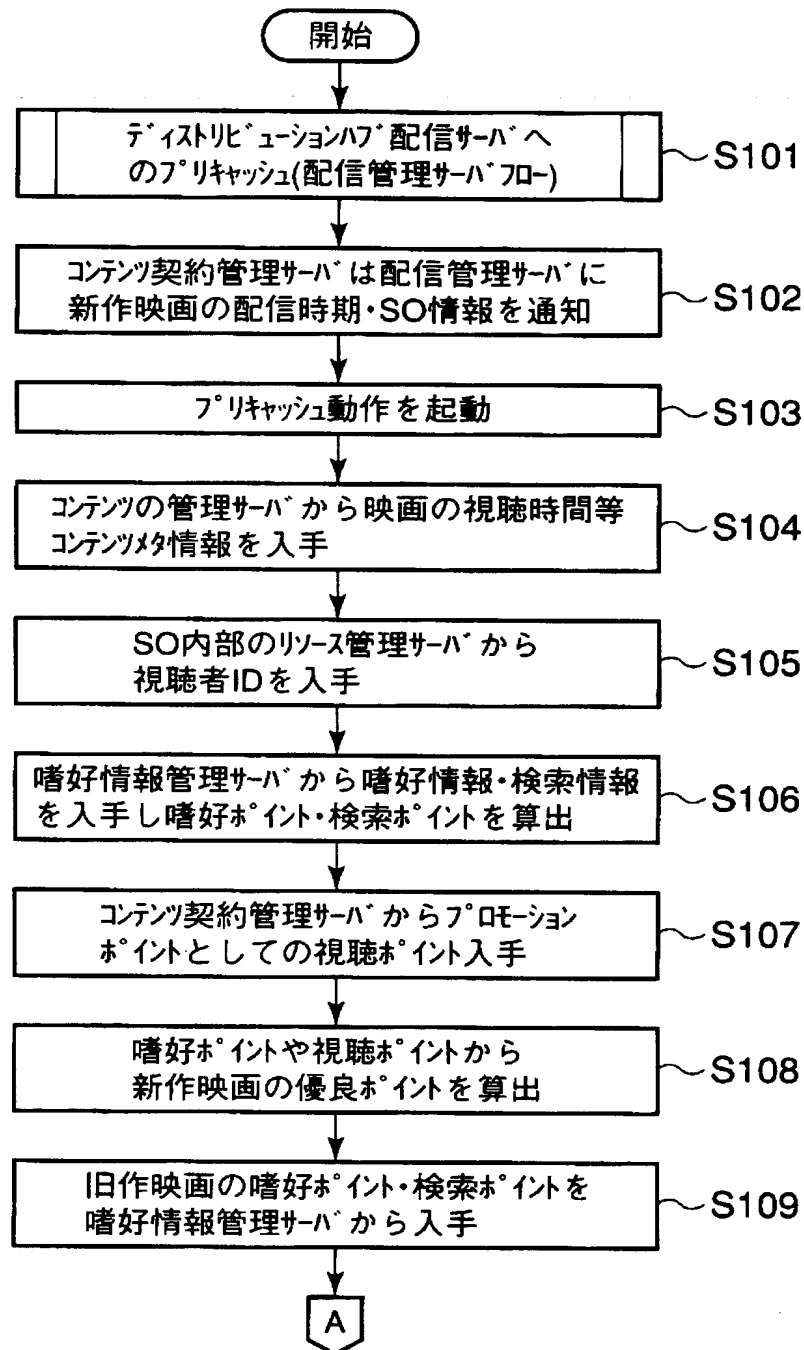 開始
ディストリビューションハブ配信サーバへ
のプリキャッシュ(配信管理サーバフロー)
S101
コンテンツ契約管理サーバは配信管理サーバに
新作映画の配信時期・SO情報を通知
S102
プリキャッシュ動作を起動
S103
コンテンツの管理サーバから映画の視聴時間等
コンテンツメタ情報を入手
S104
SO内部のリソース管理サーバから
視聴者IDを入手
S105
嗜好情報管理サーバから嗜好情報・検索情報
を入手し嗜好ポイント・検索ポイントを算出
S106
コンテンツ契約管理サーバからプロモーション
ポイントとしての視聴ポイント入手
S107
嗜好ポイントや視聴ポイントから
新作映画の優良ポイントを算出
S108
旧作映画の嗜好ポイント・検索ポイントを
嗜好情報管理サーバから入手
S109
A